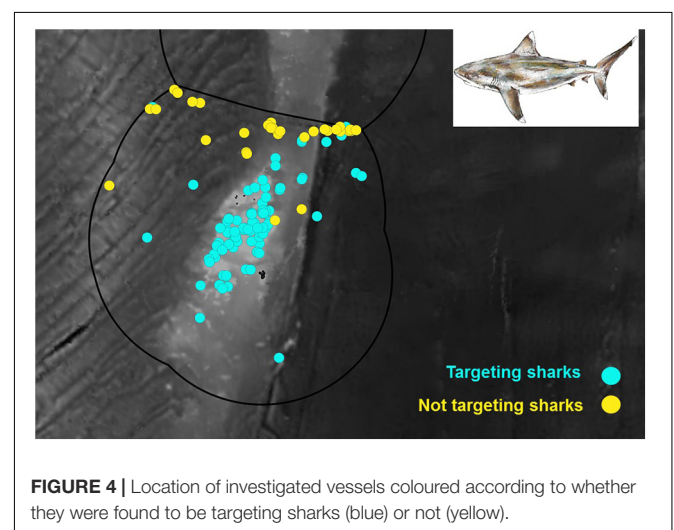 Targeting sharks
Not targeting sharks
FIGURE 4 | Location of investigated vessels coloured according to whether
they were found to be targeting sharks (blue) or not (yellow).